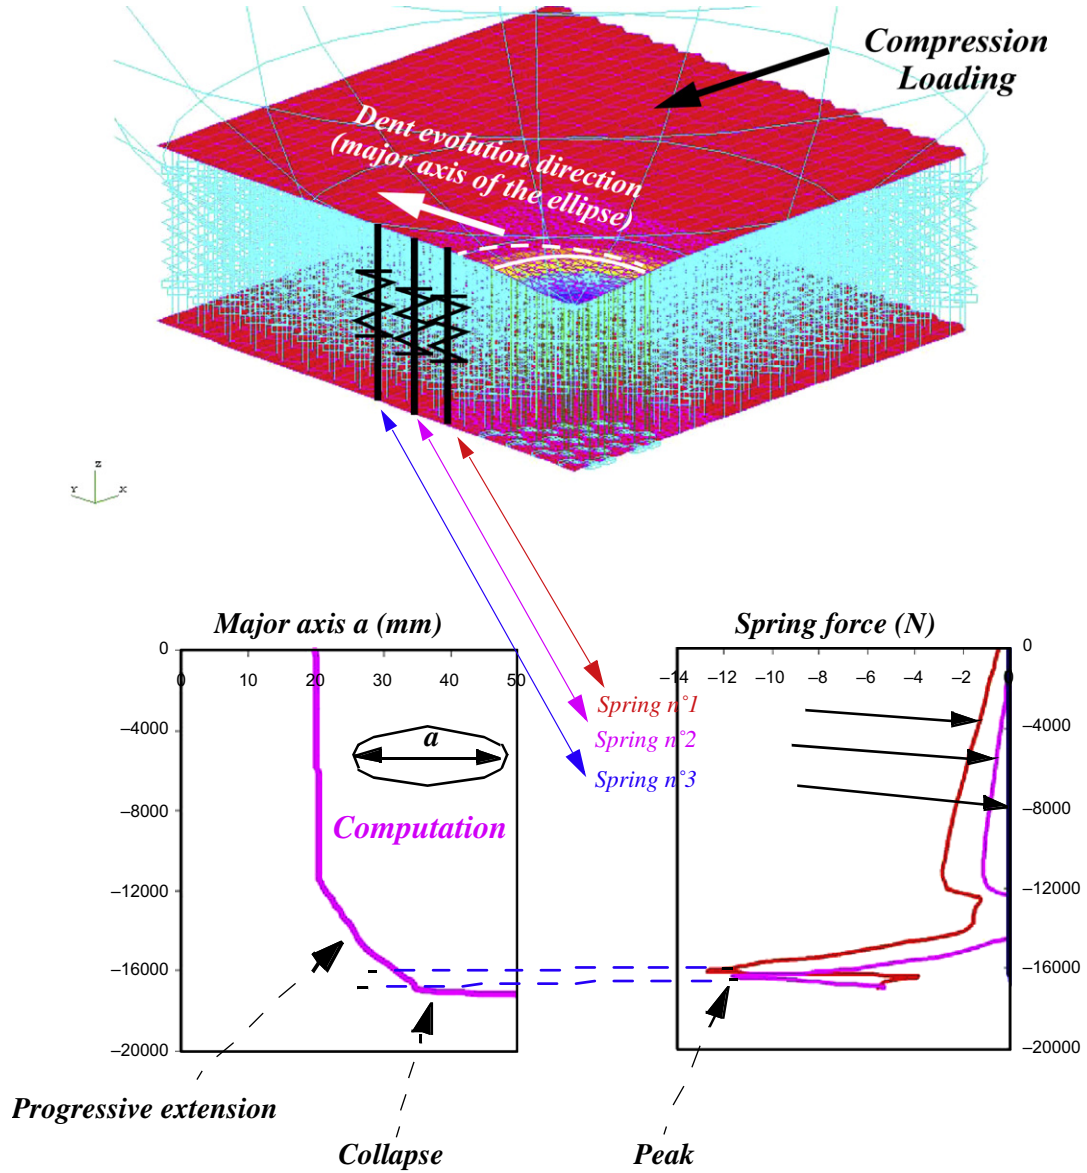 Compression
Loading
Dent evolution direction
(major axis of the ellipse)
z
Y
x
Major axis a (mm)
Spring force (N)
0
0 10 20 30 40 50
−4000
−8000
−12000
−16000
−20000
a
Computation
Spring n°1
Spring n°2
Spring n°3
0
−14 −12 −10 −8 −6 −4 −2 0
−4000
−8000
−12000
−16000
−20000
Progressive extension
Collapse
Peak